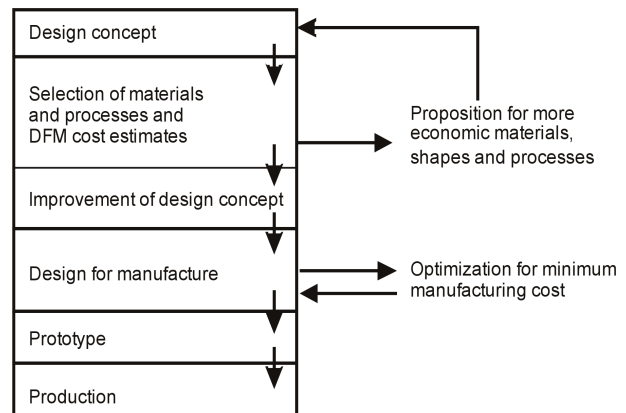 Design concept
Selection of materials
and processes and
DFM cost estimates
Proposition for more
economic materials,
shapes and processes
Improvement of design concept
Design for manufacture
Optimization for minimum
manufacturing cost
Prototype
Production